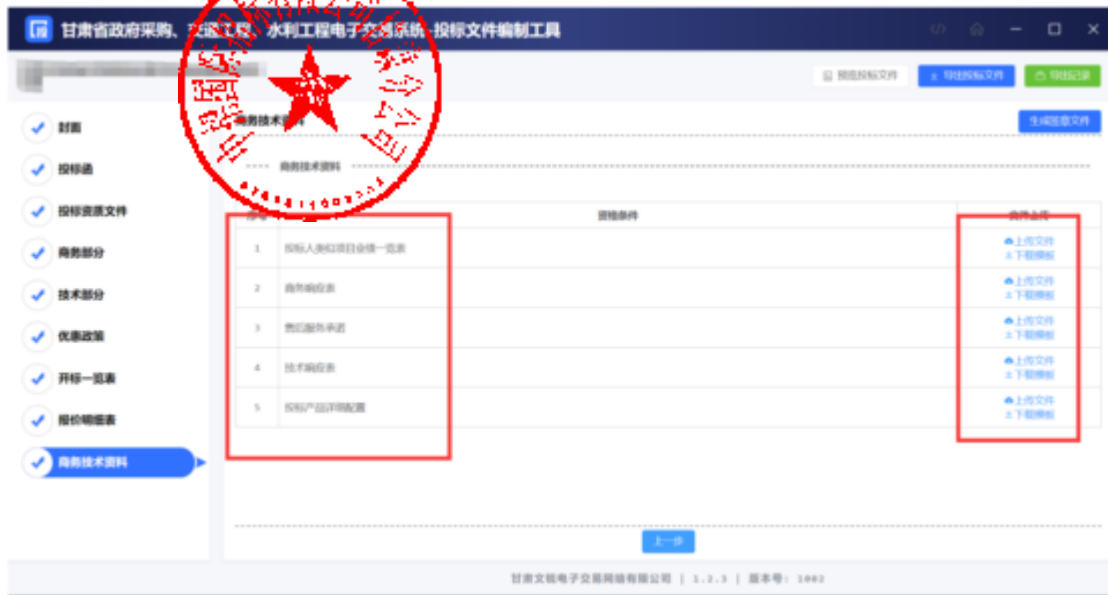 甘肃省政府采购、交通工程、水利工程电子交易系统-投标文件编制工具
预览投标文件
导出投标文件
导出记录
封面
投标函
投标资质文件
商务部分
技术部分
优惠政策
开标一览表
报价明细表
商务技术资料
商务技术资料
生成签章文件
商务技术资料
序号 资格条件 文件上传
1 投标人类似项目业绩一览表 上传文件
下载模板
2 商务响应表 上传文件
下载模板
3 售后服务承诺 上传文件
下载模板
4 技术响应表 上传文件
下载模板
5 投标产品详细配置 上传文件
下载模板
上一步
甘肃文锐电子交易网络有限公司 | 1.2.3 | 版本号: 1002